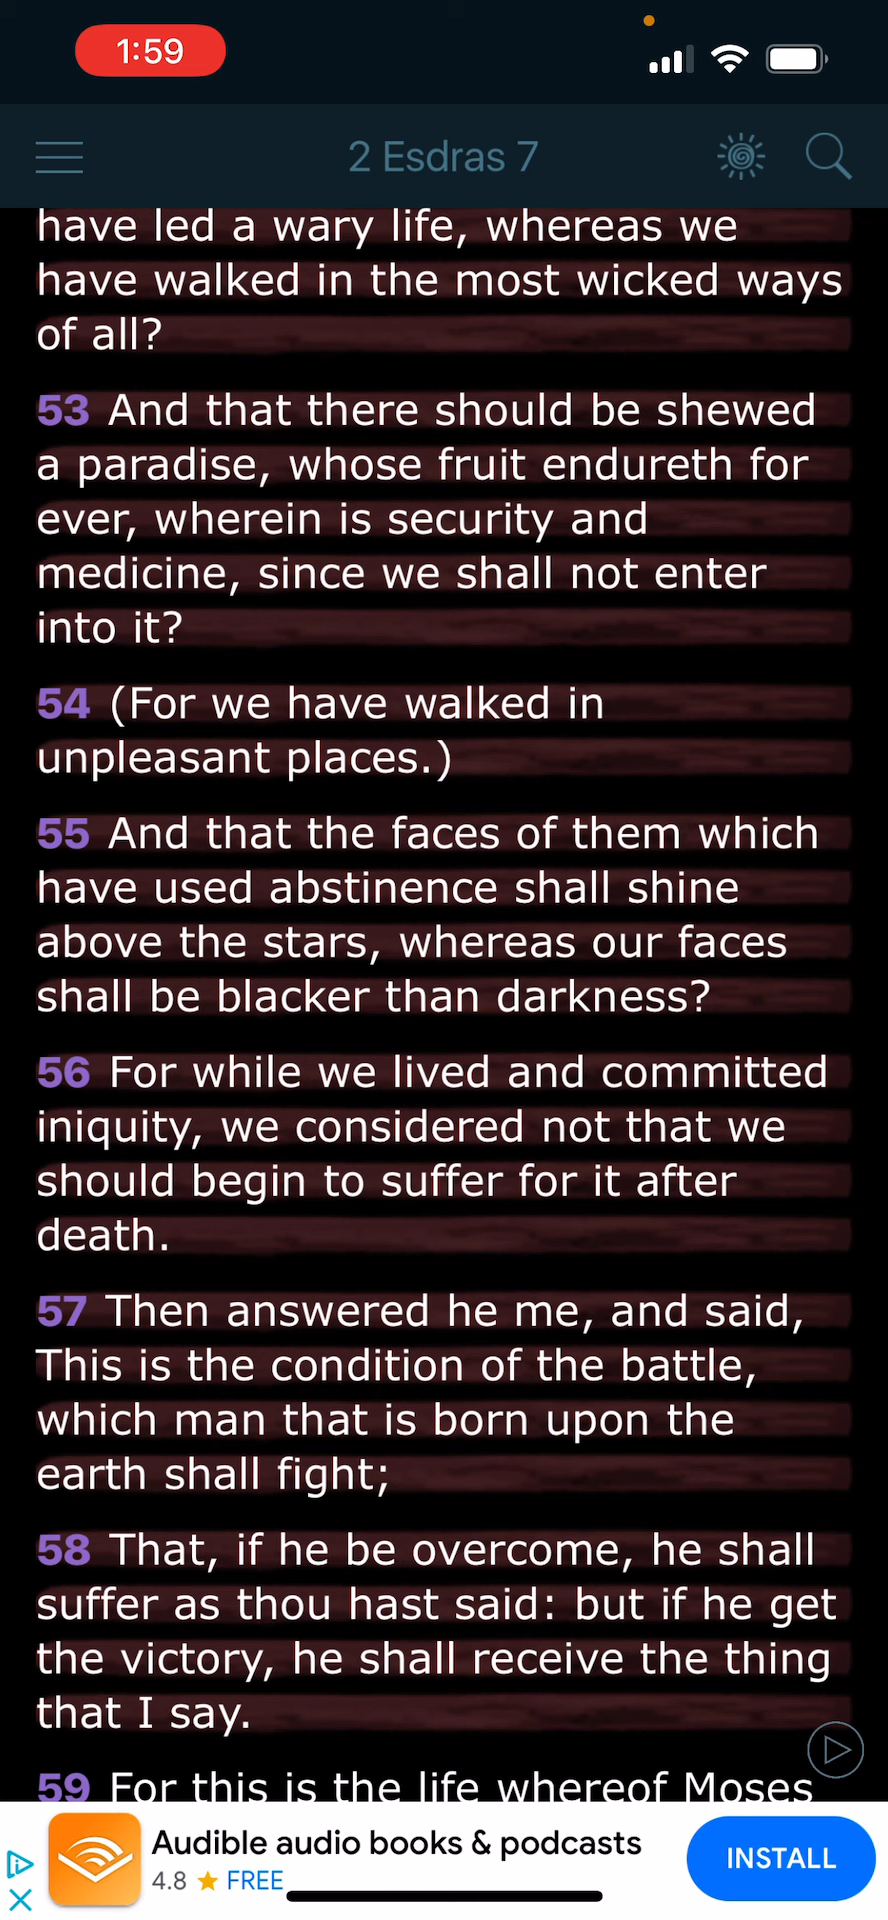 1:59
2 Esdras 7
have led a wary life, whereas we
have walked in the most wicked ways
of all?
53 And that there should be shewed
a paradise, whose fruit endureth for
ever, wherein is security and
medicine, since we shall not enter
into it?
54 (For we have walked in
unpleasant places.)
55 And that the faces of them which
have used abstinence shall shine
above the stars, whereas our faces
shall be blacker than darkness?
56 For while we lived and committed
iniquity, we considered not that we
should begin to suffer for it after
death.
57 Then answered he me, and said,
This is the condition of the battle,
which man that is born upon the
earth shall fight;
58 That, if he be overcome, he shall
suffer as thou hast said: but if he get
the victory, he shall receive the thing
that I say.
59 For this is the life whereof Moses
Audible audio books & podcasts
4.8 ★ FREE
INSTALL